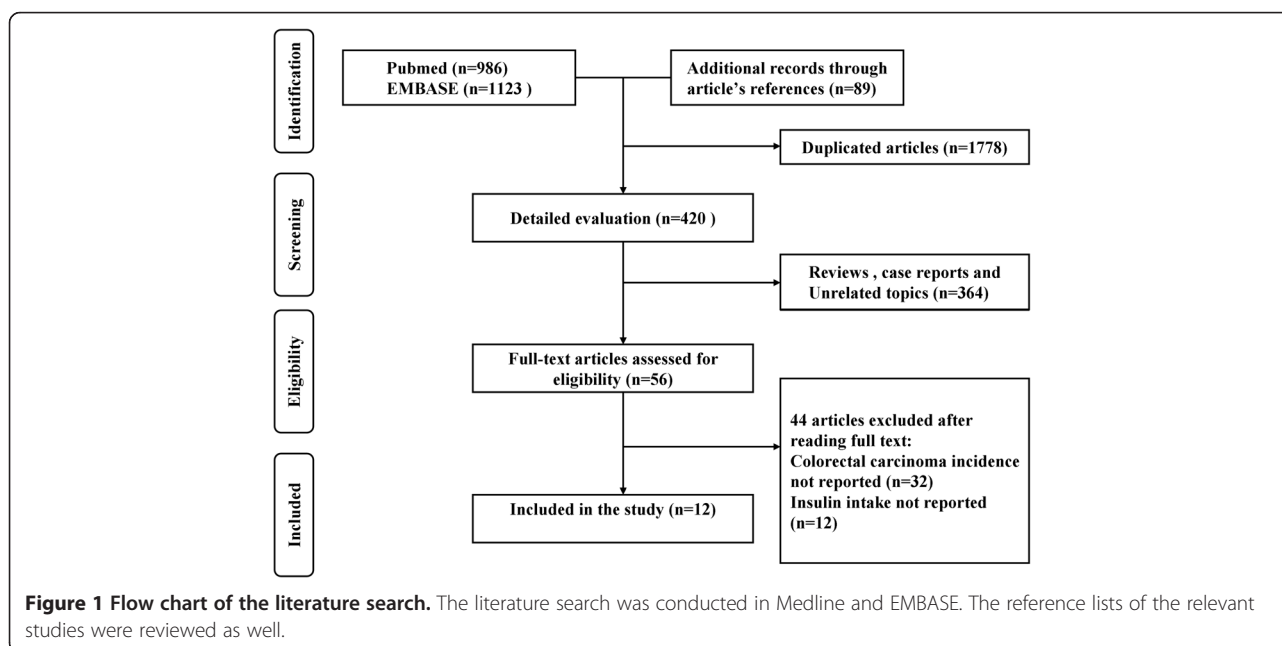 Identification
Pubmed (n=986)
EMBASE (n=1123 )
Additional records through
article's references (n=89)
Duplicated articles (n=1778)
Screening
Detailed evaluation (n=420 )
Reviews , case reports and
Unrelated topics (n=364)
Eligibility
Full-text articles assessed for
eligibility (n=56)
44 articles excluded after
reading full text:
Colorectal carcinoma incidence
not reported (n=32)
Insulin intake not reported
(n=12)
Included
Included in the study (n=12)
Figure 1 Flow chart of the literature search. The literature search was conducted in Medline and EMBASE. The reference lists of the relevant
studies were reviewed as well.